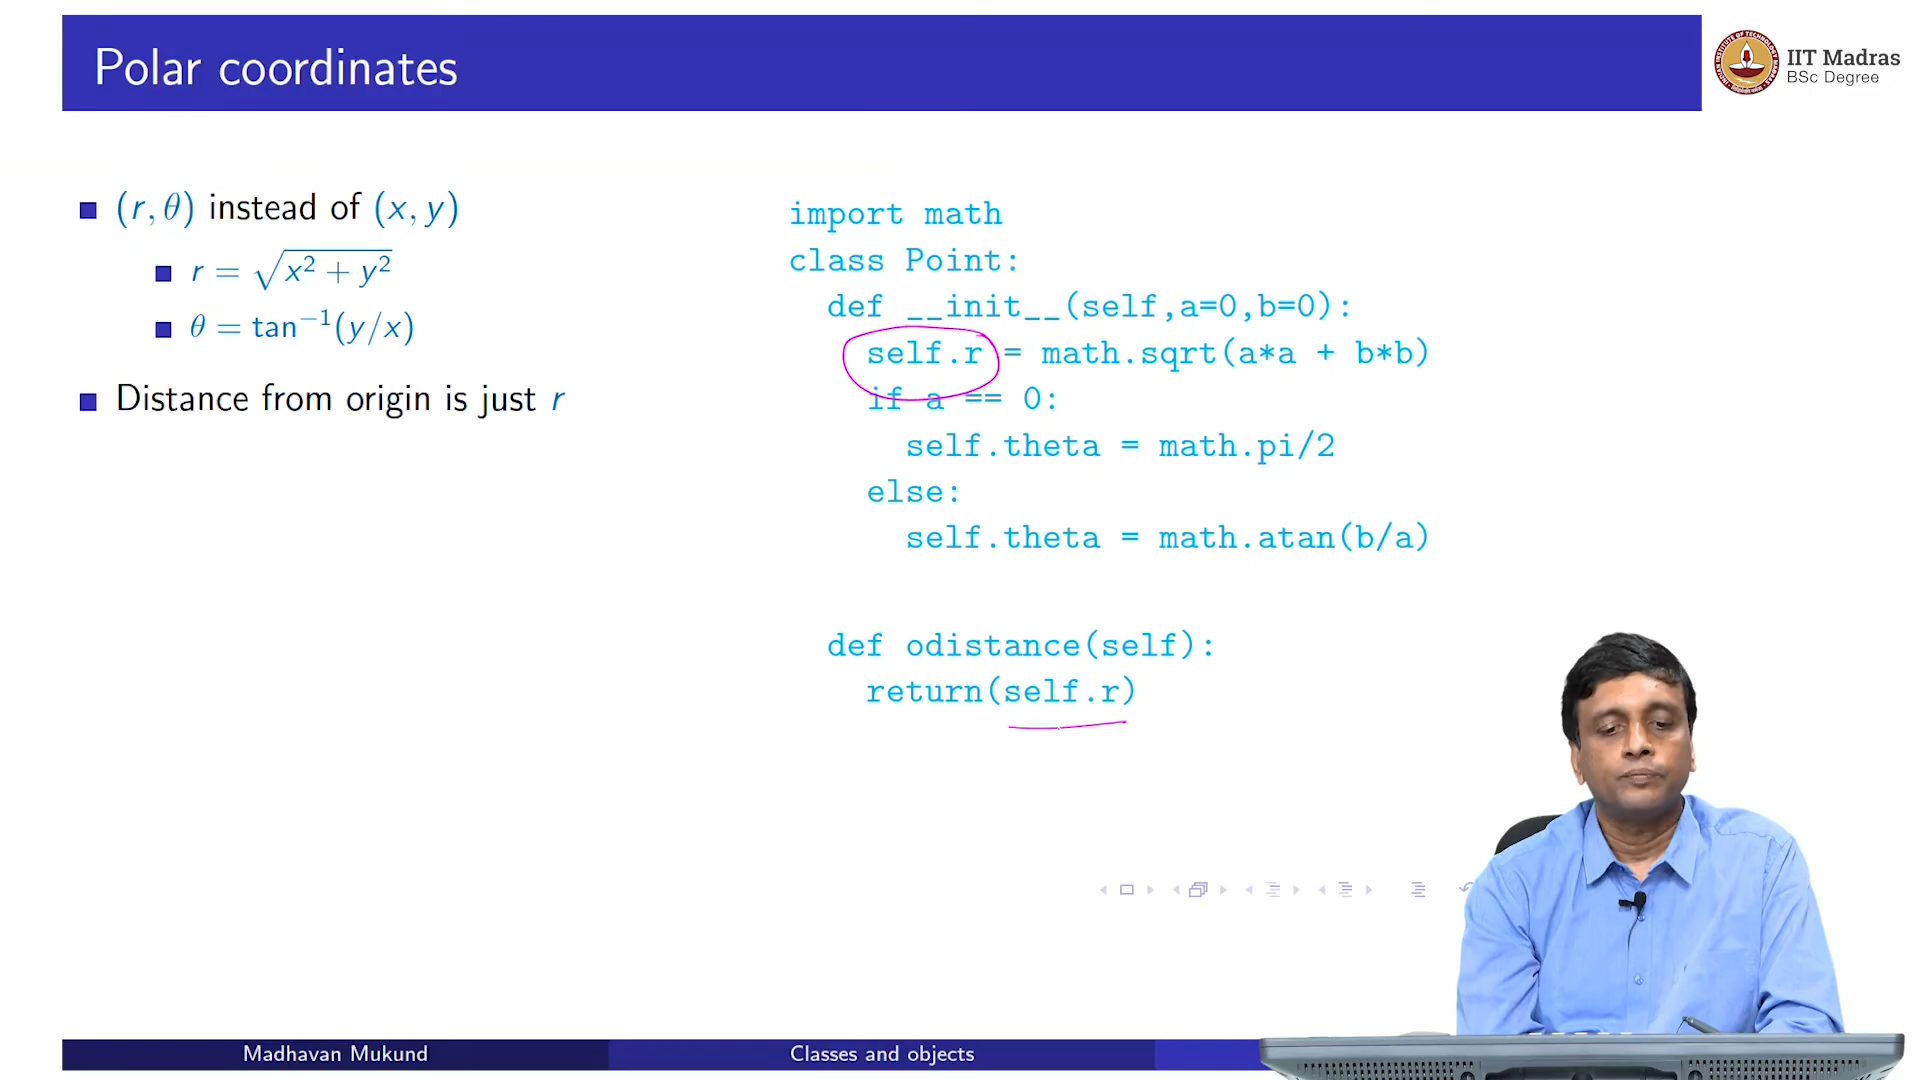 Polar coordinates
IIT Madras
BSc Degree
(r, θ) instead of (x, y)
r = √x² + y²
θ = tan⁻¹(y/x)
Distance from origin is just r
import math
class Point:
def __init__(self,a=0,b=0):
self.r = math.sqrt(a*a + b*b)
if a == 0:
self.theta = math.pi/2
else:
self.theta = math.atan(b/a)
def odistance(self):
return(self.r)
Madhavan Mukund
Classes and objects